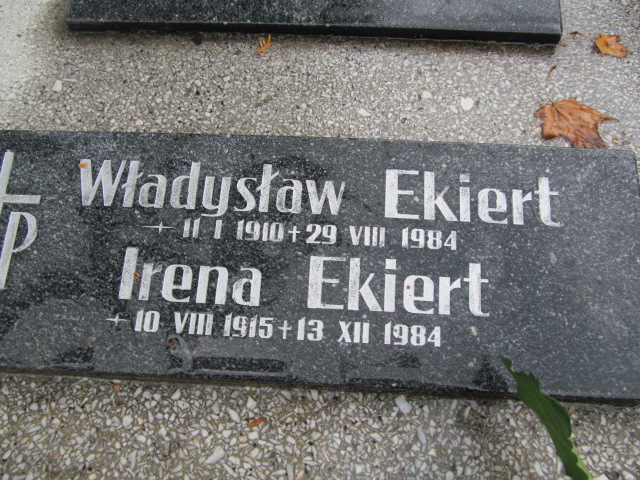 P
Władysław Ekiert
+ 11 I 1910 + 29 VIII 1984
Irena Ekiert
+ 10 VIII 1915 + 13 XII 1984